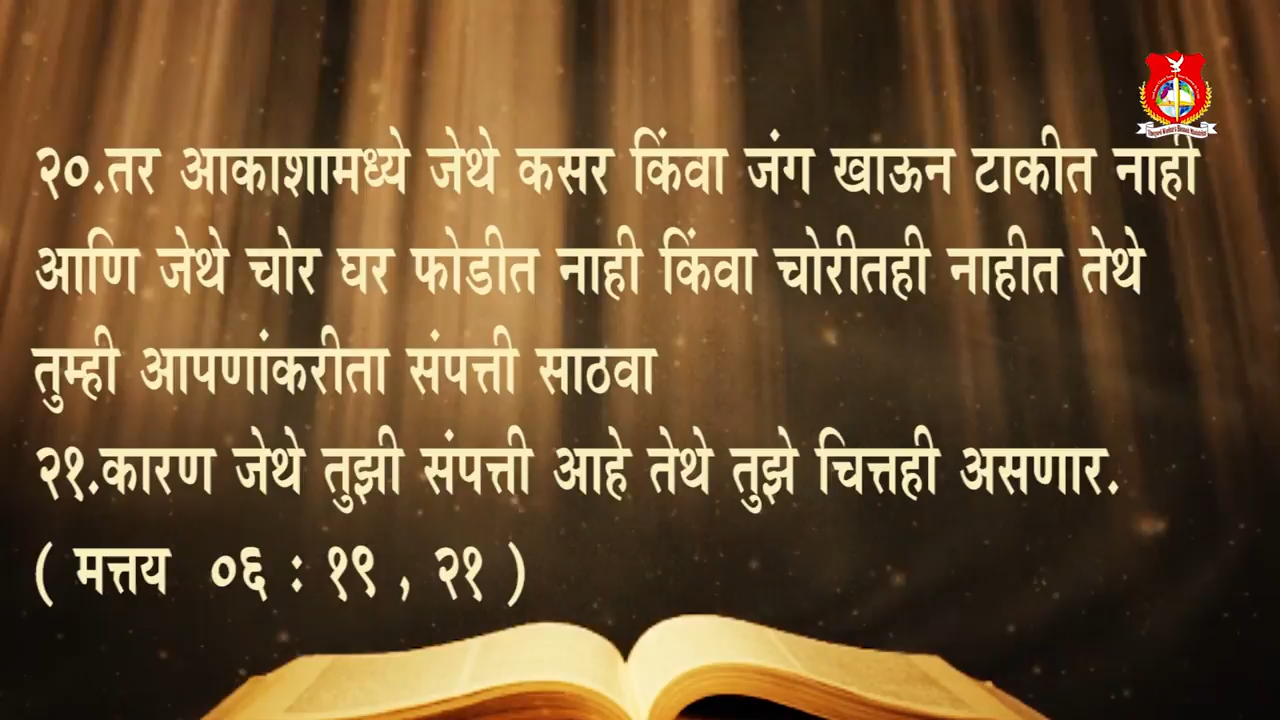 २०.तर आकाशामध्ये जेथे कसर किंवा जंग खाऊन टाकीत नाही
आणि जेथे चोर घर फोडीत नाही किंवा चोरीतही नाहीत तेथे
तुम्ही आपणांकरीता संपत्ती साठवा
२१.कारण जेथे तुझी संपत्ती आहे तेथे तुझे चित्तही असणार.
( मत्तय ०६ : १९ , २१ )